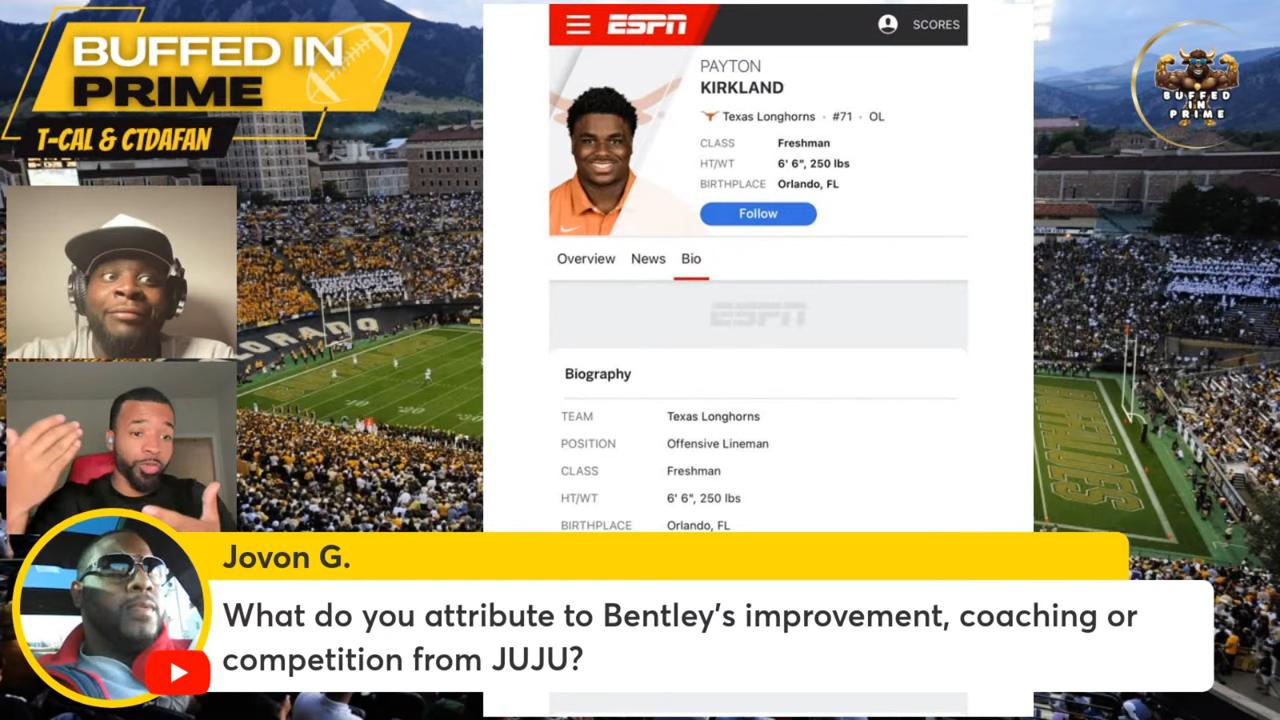 BUFFED IN
PRIME
T-CAL & CTDAFAN
ESPN
SCORES
BUFFED
IN
PRIME
PAYTON
KIRKLAND
Texas Longhorns · #71 · OL
CLASS Freshman
HT/WT 6' 6", 250 lbs
BIRTHPLACE Orlando, FL
Follow
Overview News Bio
ESPN
Biography
TEAM Texas Longhorns
POSITION Offensive Lineman
CLASS Freshman
HT/WT 6' 6", 250 lbs
BIRTHPLACE Orlando, FL
LORADO
BUFFALOES
Jovon G.
What do you attribute to Bentley's improvement, coaching or
competition from JUJU?